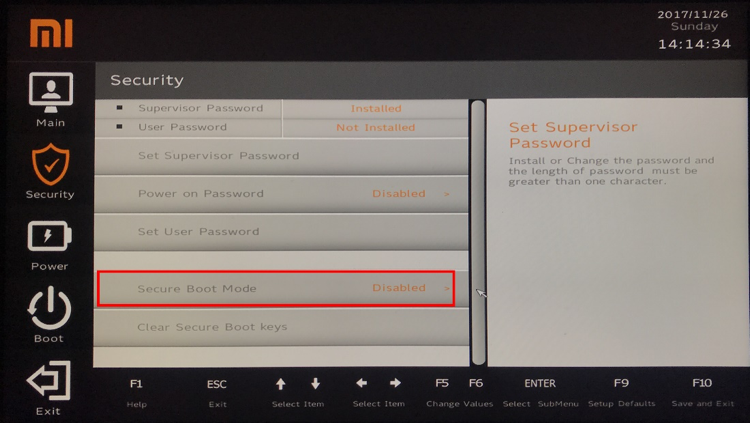 mi
2017/11/26
Sunday
14:14:34
Security
Main
Security
Power
Boot
Exit
Supervisor Password Installed
User Password Not Installed
Set Supervisor Password
Power on Password Disabled >
Set User Password
Secure Boot Mode Disabled >
Clear Secure Boot keys
Set Supervisor
Password
Install or Change the password and
the length of password must be
greater than one character.
F1 ESC F5 F6 ENTER F9 F10
Help Exit Select Item Select Item Change Values Select SubMenu Setup Defaults Save and Exit